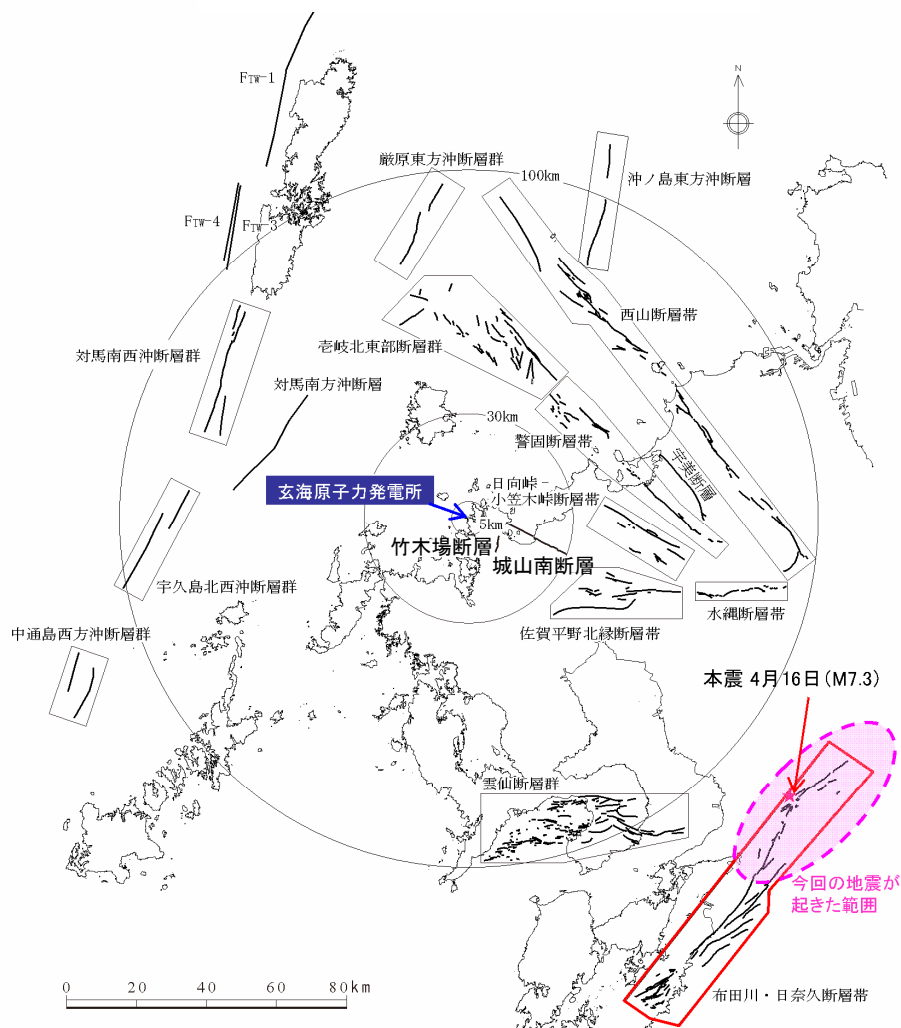 N
FTW-1
厳原東方沖断層群
100km
沖ノ島東方沖断層
FTW-4
FTW-3
西山断層帯
対馬南西沖断層群
壱岐北東部断層群
対馬南方沖断層
30km
警固断層帯
宇美断層
玄海原子力発電所
日向峠-
小笠木峠断層帯
5km
竹木場断層
城山南断層
宇久島北西沖断層群
水縄断層帯
佐賀平野北縁断層帯
中通島西方沖断層群
本震 4月16日(M7.3)
雲仙断層群
今回の地震が
起きた範囲
布田川・日奈久断層帯
0 20 40 60 80km